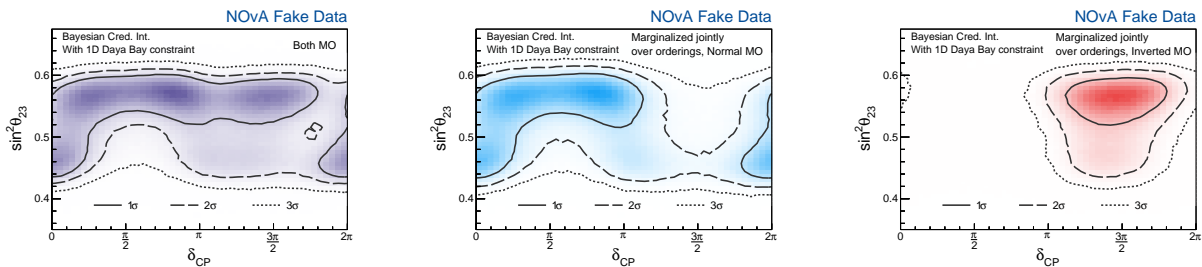 NOvA Fake Data
Bayesian Cred. Int.
With 1D Daya Bay constraint
Both MO
0.6
0.5
0.4
sin²θ₂₃
1σ 2σ 3σ
0 π/2 π 3π/2 2π
δ_CP
NOvA Fake Data
Bayesian Cred. Int.
With 1D Daya Bay constraint
Marginalized jointly
over orderings, Normal MO
0.6
0.5
0.4
sin²θ₂₃
1σ 2σ 3σ
0 π/2 π 3π/2 2π
δ_CP
NOvA Fake Data
Bayesian Cred. Int.
With 1D Daya Bay constraint
Marginalized jointly
over orderings, Inverted MO
0.6
0.5
0.4
sin²θ₂₃
1σ 2σ 3σ
0 π/2 π 3π/2 2π
δ_CP